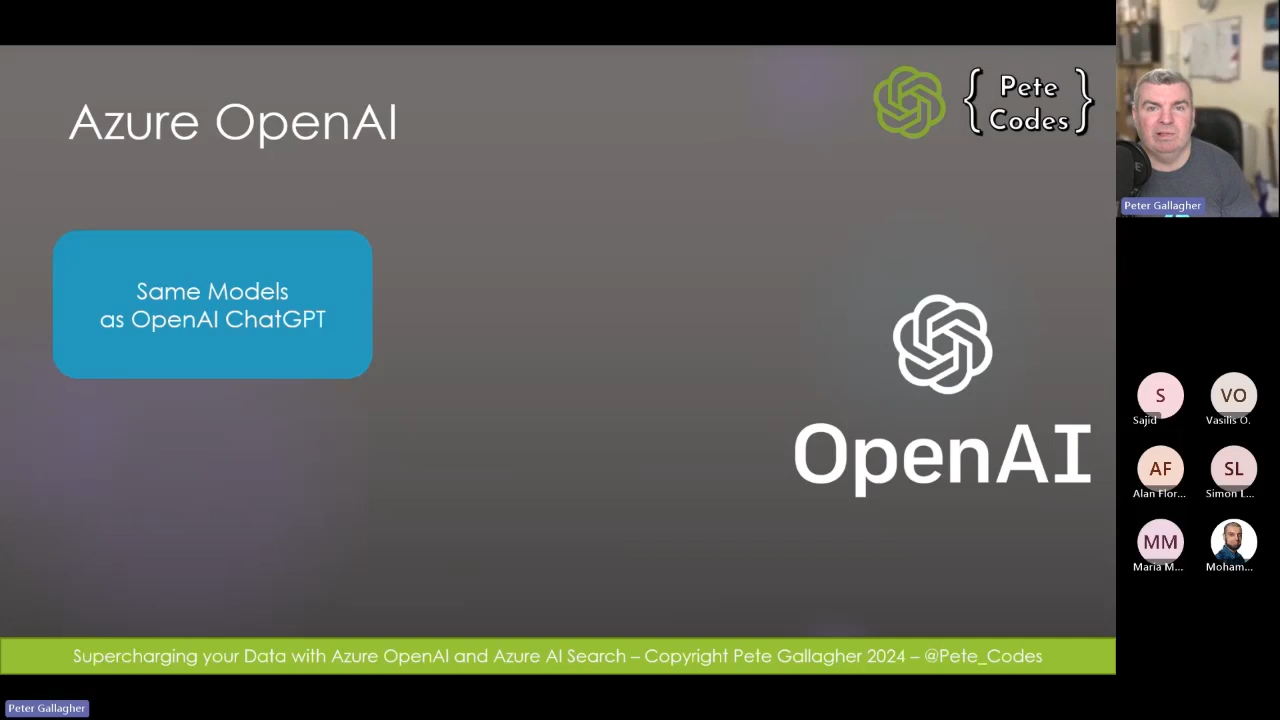 Azure OpenAI
{ Pete
Codes }
Same Models
as OpenAI ChatGPT
OpenAI
Supercharging your Data with Azure OpenAI and Azure AI Search – Copyright Pete Gallagher 2024 – @Pete_Codes
Peter Gallagher
Peter Gallagher
S
VO
Sajid
Vasilis O.
AF
SL
Alan Flor...
Simon L...
MM
Maria M...
Moham...